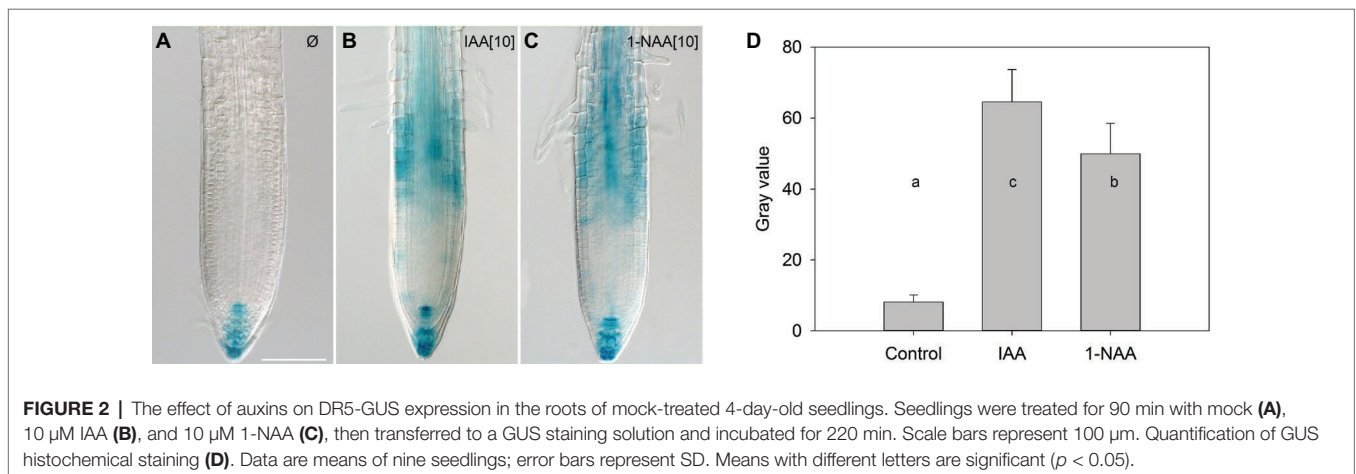 A Ø B IAA[10] C 1-NAA[10] D
80
60
40
20
0
Gray value
a c b
Control IAA 1-NAA
FIGURE 2 | The effect of auxins on DR5-GUS expression in the roots of mock-treated 4-day-old seedlings. Seedlings were treated for 90 min with mock (A),
10 µM IAA (B), and 10 µM 1-NAA (C), then transferred to a GUS staining solution and incubated for 220 min. Scale bars represent 100 µm. Quantification of GUS
histochemical staining (D). Data are means of nine seedlings; error bars represent SD. Means with different letters are significant (p < 0.05).